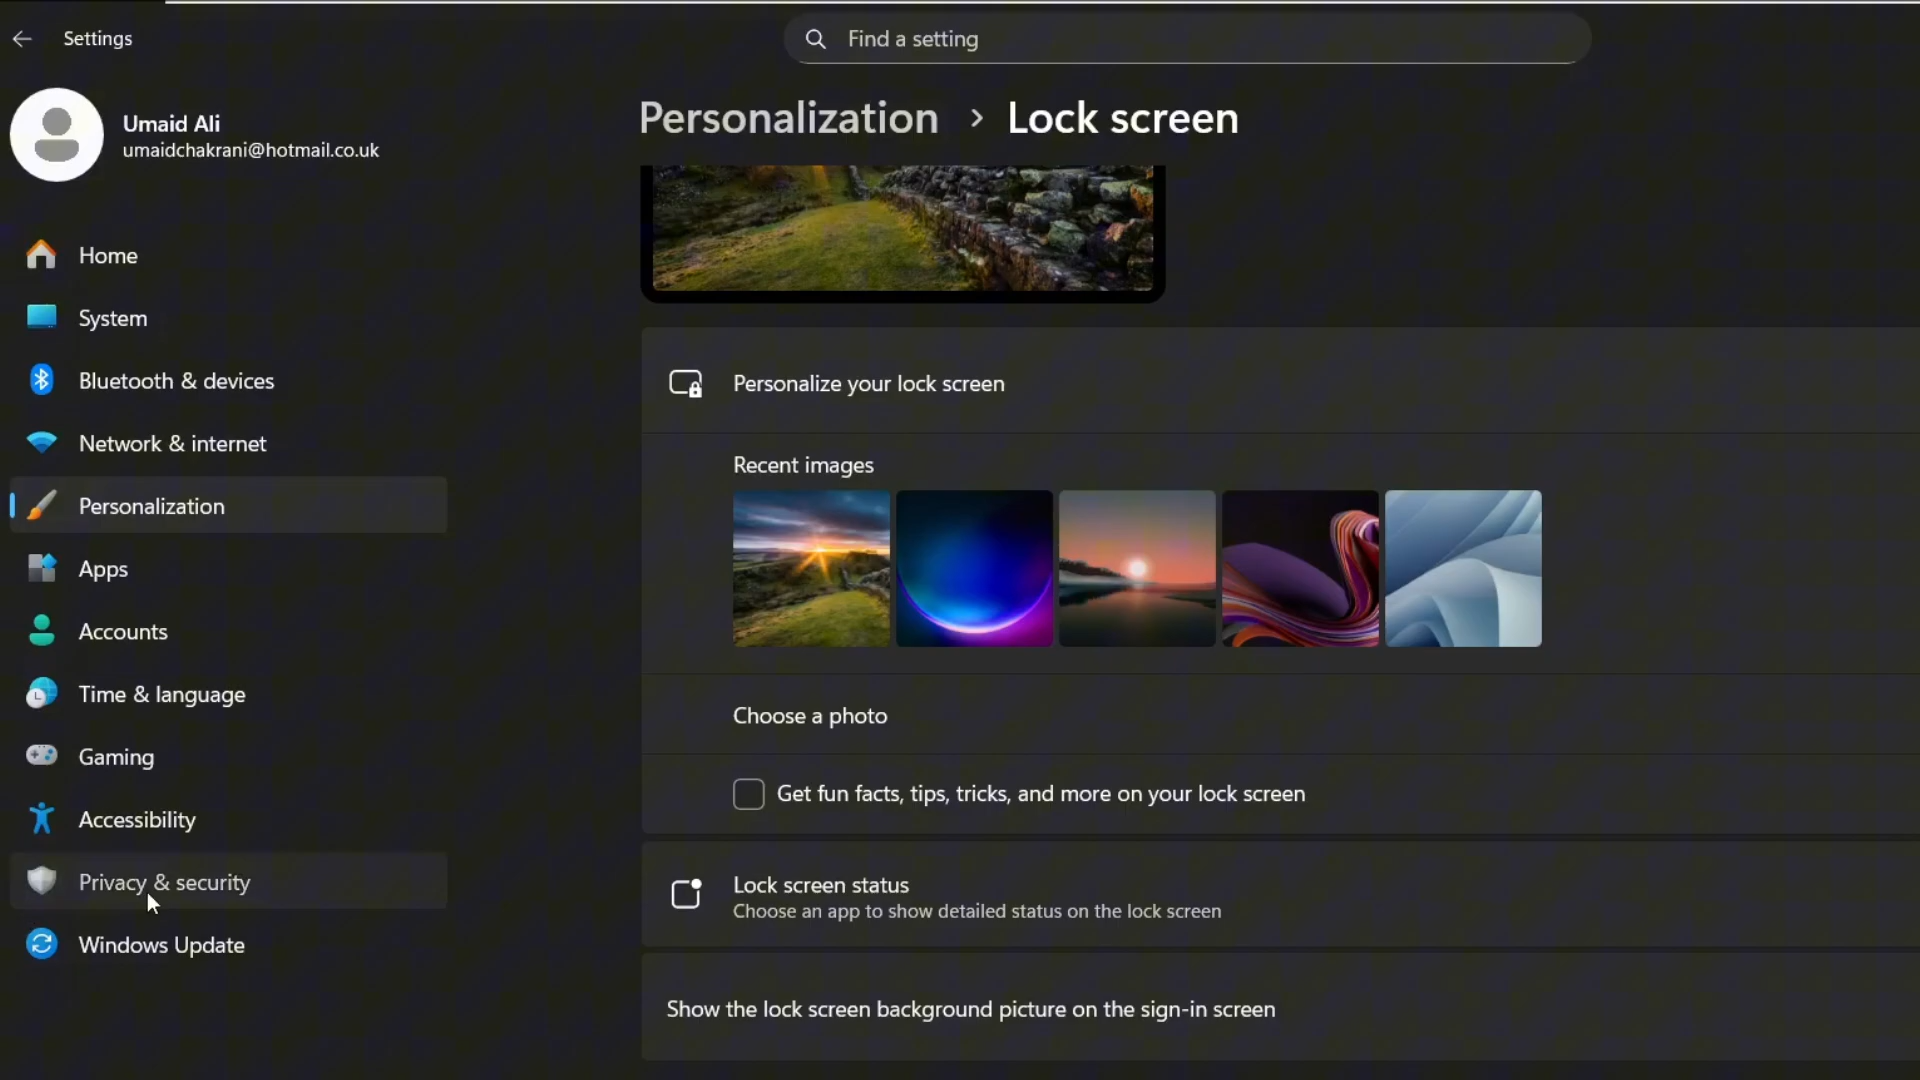 Settings
Find a setting
Umaid Ali
umaidchakrani@hotmail.co.uk
Personalization > Lock screen
Home
System
Bluetooth & devices
Network & internet
Personalization
Apps
Accounts
Time & language
Gaming
Accessibility
Privacy & security
Windows Update
Personalize your lock screen
Recent images
Choose a photo
Get fun facts, tips, tricks, and more on your lock screen
Lock screen status
Choose an app to show detailed status on the lock screen
Show the lock screen background picture on the sign-in screen